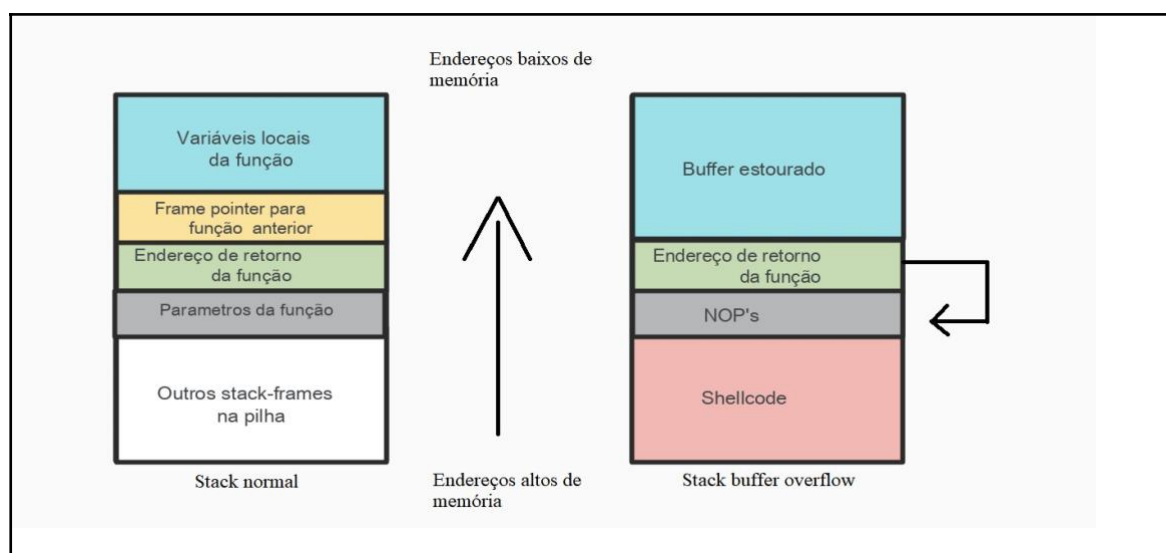 Variáveis locais
da função
Frame pointer para
função anterior
Endereço de retorno
da função
Parametros da função
Outros stack-frames
na pilha
Stack normal
Endereços baixos de
memória
Endereços altos de
memória
Buffer estourado
Endereço de retorno
da função
NOP's
Shellcode
Stack buffer overflow